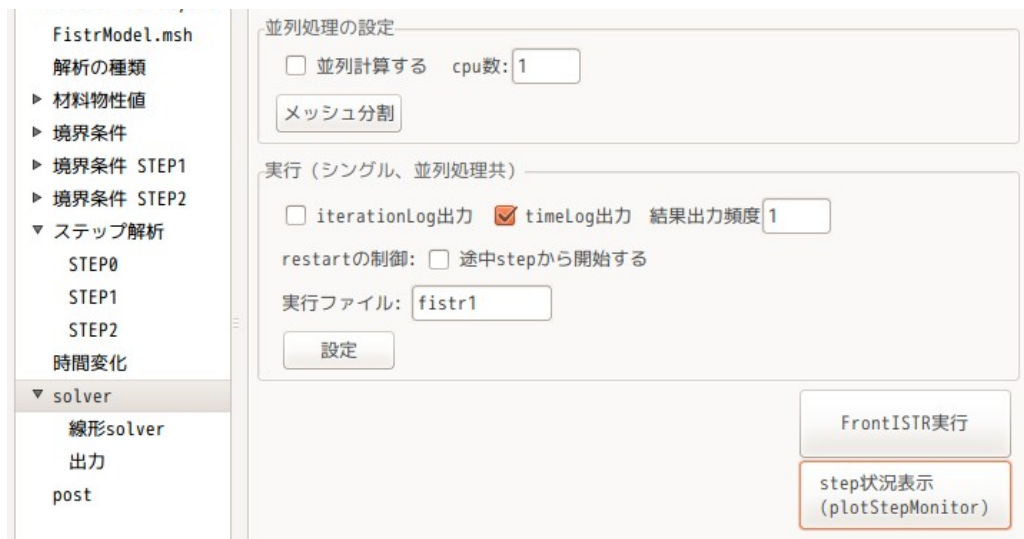 FistrModel.msh
解析の種類
材料物性値
境界条件
境界条件 STEP1
境界条件 STEP2
ステップ解析
STEP0
STEP1
STEP2
時間変化
solver
線形solver
出力
post
並列処理の設定
並列計算する cpu数: 1
メッシュ分割
実行（シングル、並列処理共）
iterationLog出力 timeLog出力 結果出力頻度 1
restartの制御: 途中stepから開始する
実行ファイル: fistr1
設定
FrontISTR実行
step状況表示
(plotStepMonitor)